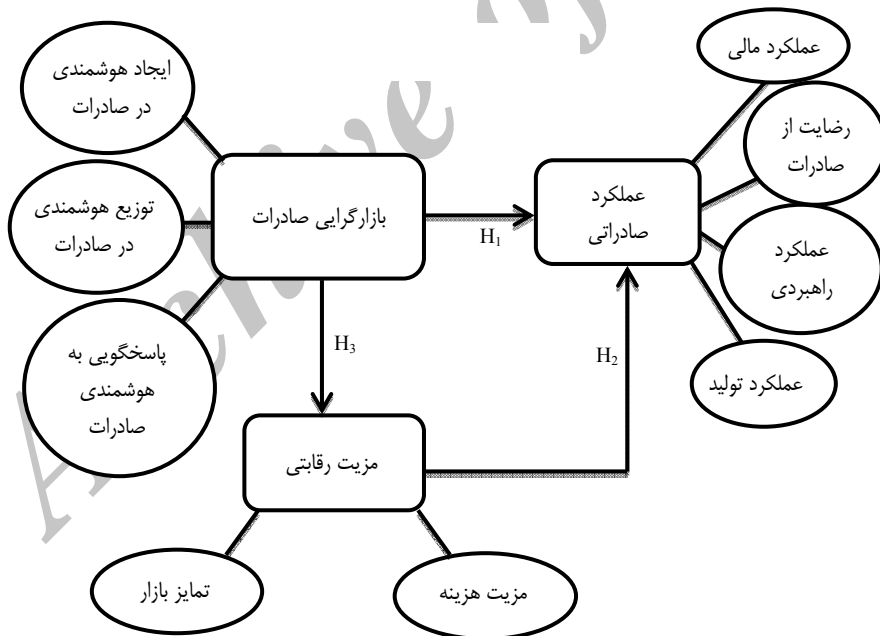 ایجاد هوشمندی
در صادرات
توزیع هوشمندی
در صادرات
پاسخگویی به
هوشمندی
صادرات
بازارگرایی صادرات
H1
عملکرد
صادراتی
عملکرد مالی
رضایت از
صادرات
عملکرد
راهبردی
عملکرد تولید
H3
H2
مزیت رقابتی
تمایز بازار
مزیت هزینه